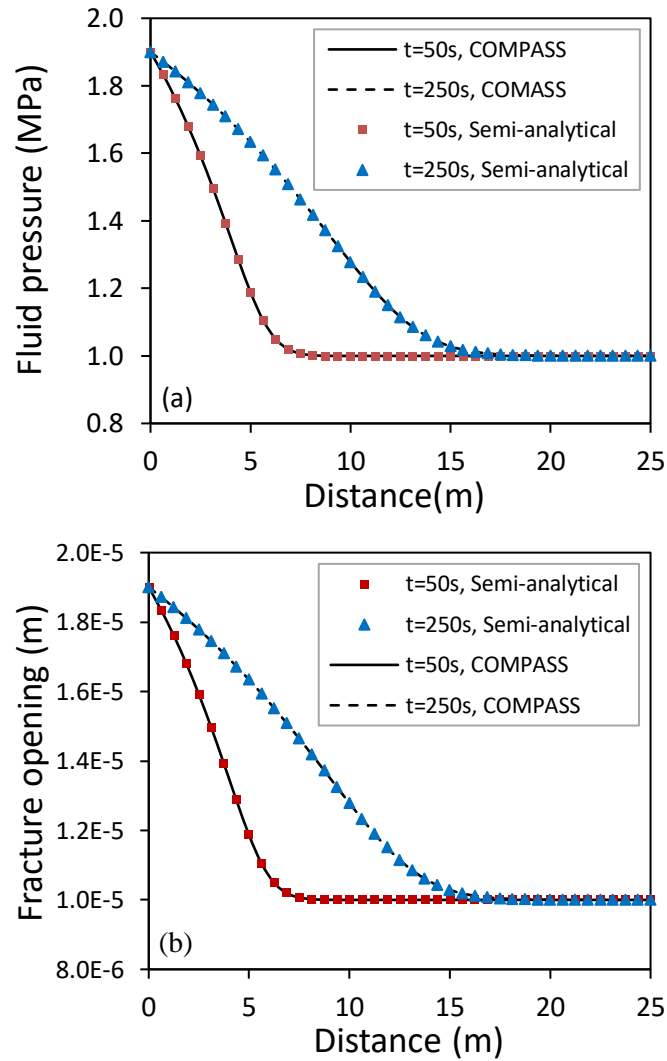 2.0
1.8
1.6
1.4
1.2
1.0
0.8
Fluid pressure (MPa)
t=50s, COMPASS
t=250s, COMASS
t=50s, Semi-analytical
t=250s, Semi-analytical
(a)
0 5 10 15 20 25
Distance(m)
2.0E-5
1.8E-5
1.6E-5
1.4E-5
1.2E-5
1.0E-5
8.0E-6
Fracture opening (m)
t=50s, Semi-analytical
t=250s, Semi-analytical
t=50s, COMPASS
t=250s, COMPASS
(b)
0 5 10 15 20 25
Distance (m)